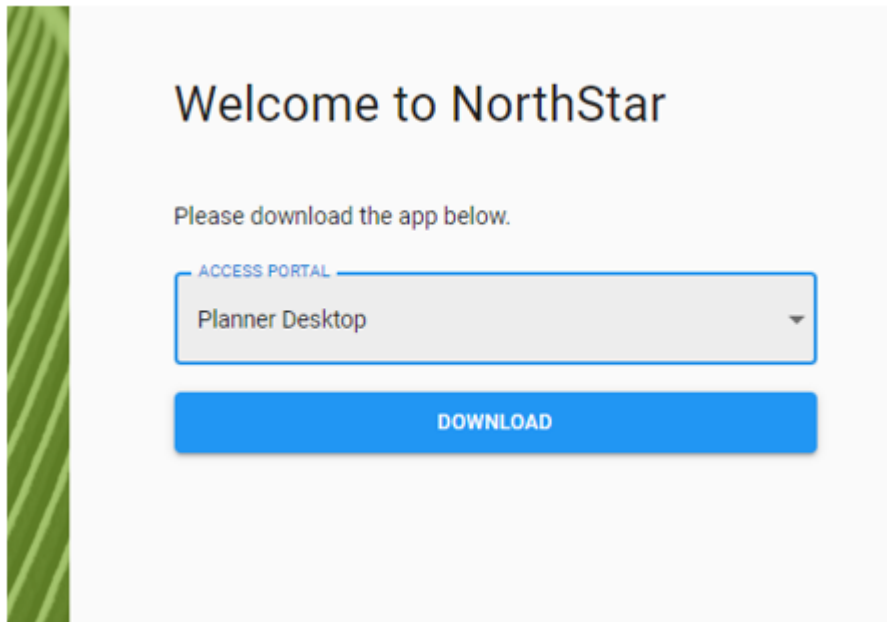 Welcome to NorthStar
Please download the app below.
ACCESS PORTAL
Planner Desktop
DOWNLOAD